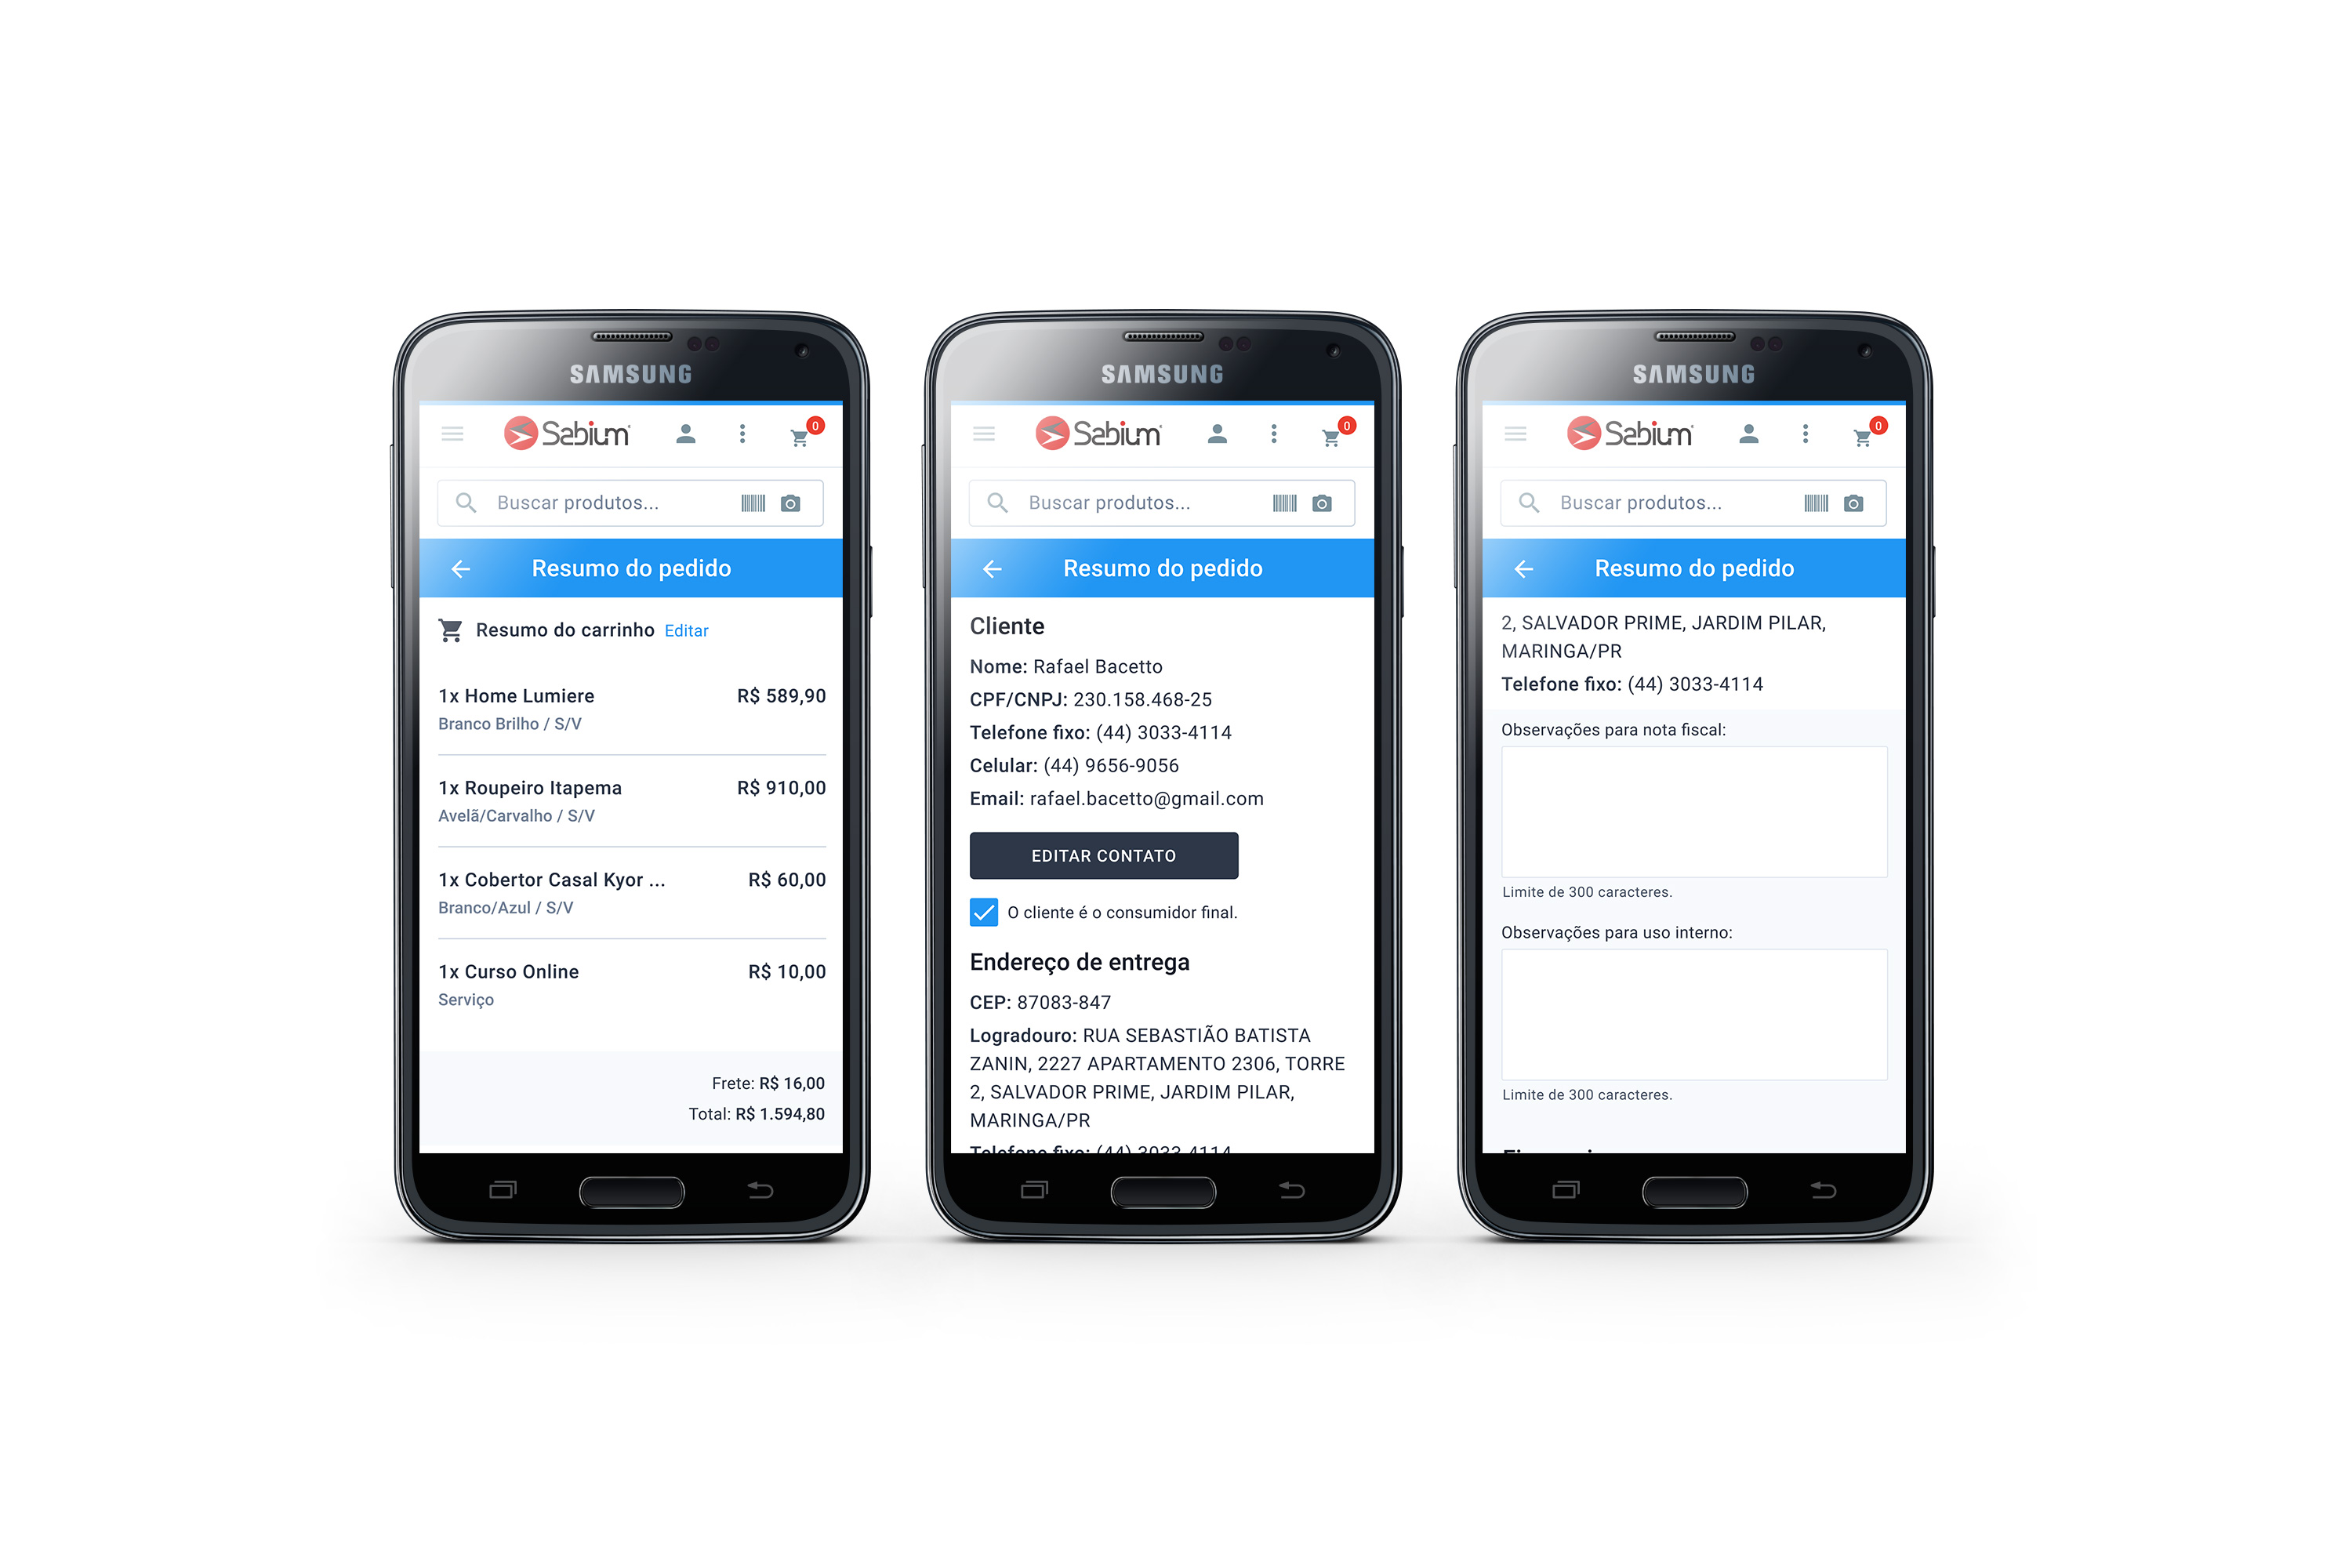 SAMSUNG
Sabium
0
Buscar produtos...
Resumo do pedido
Resumo do carrinho Editar
1x Home Lumiere R$ 589,90
Branco Brilho / S/V
1x Roupeiro Itapema R$ 910,00
Avelã/Carvalho / S/V
1x Cobertor Casal Kyor ... R$ 60,00
Branco/Azul / S/V
1x Curso Online R$ 10,00
Serviço
Frete: R$ 16,00
Total: R$ 1.594,80
SAMSUNG
Sabium
0
Buscar produtos...
Resumo do pedido
Cliente
Nome: Rafael Bacetto
CPF/CNPJ: 230.158.468-25
Telefone fixo: (44) 3033-4114
Celular: (44) 9656-9056
Email: rafael.bacetto@gmail.com
EDITAR CONTATO
O cliente é o consumidor final.
Endereço de entrega
CEP: 87083-847
Logradouro: RUA SEBASTIÃO BATISTA
ZANIN, 2227 APARTAMENTO 2306, TORRE
2, SALVADOR PRIME, JARDIM PILAR,
MARINGA/PR
Telefone fixo: (44) 3033-4114
SAMSUNG
Sabium
0
Buscar produtos...
Resumo do pedido
2, SALVADOR PRIME, JARDIM PILAR,
MARINGA/PR
Telefone fixo: (44) 3033-4114
Observações para nota fiscal:
Limite de 300 caracteres.
Observações para uso interno:
Limite de 300 caracteres.